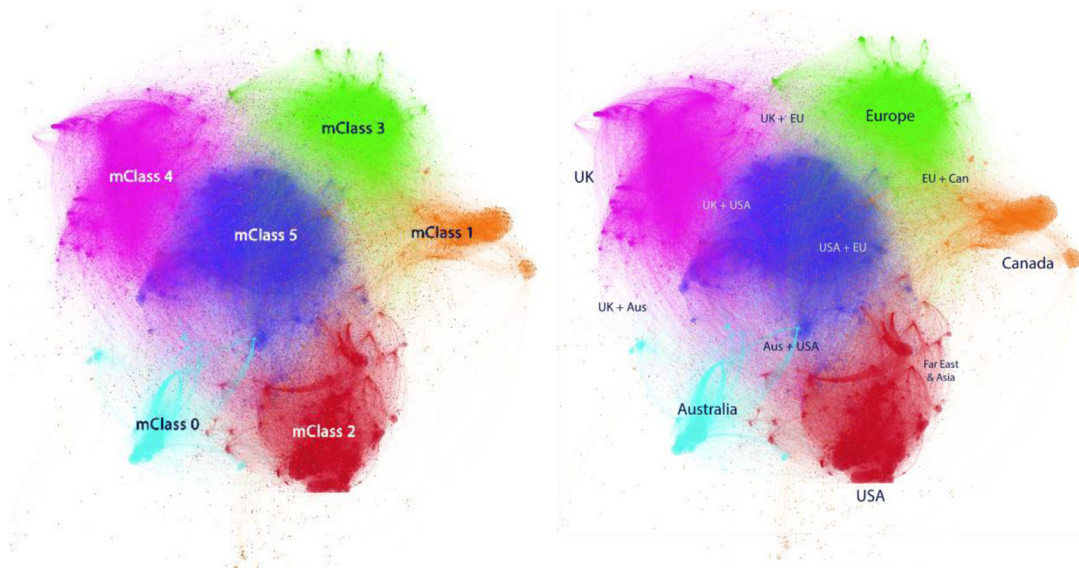 mClass 3
mClass 4
mClass 5
mClass 1
mClass 0
mClass 2
Europe
UK + EU
UK
EU + Can
UK + USA
USA + EU
Canada
UK + Aus
Aus + USA
Far East
& Asia
Australia
USA